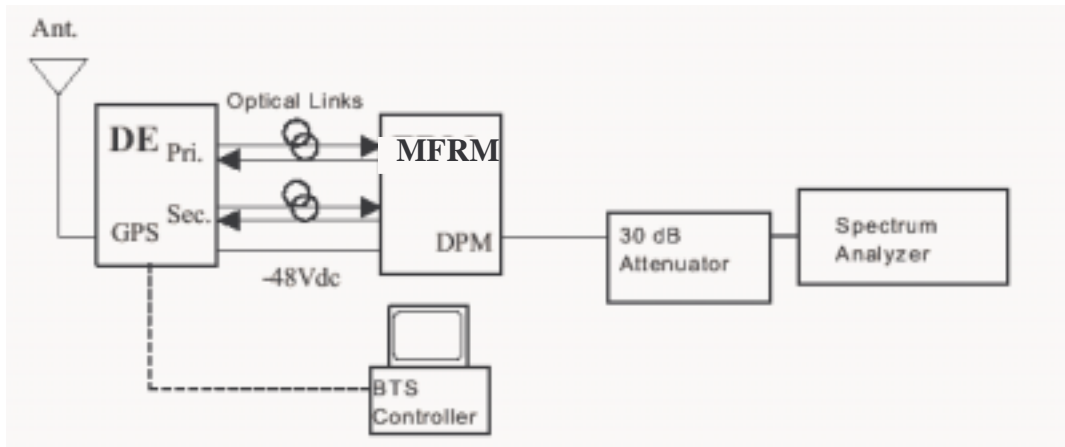 Ant.
Optical Links
DE
Pri.
MFRM
Sec.
GPS
DPM
-48Vdc
30 dB
Attenuator
Spectrum
Analyzer
BTS
Controller